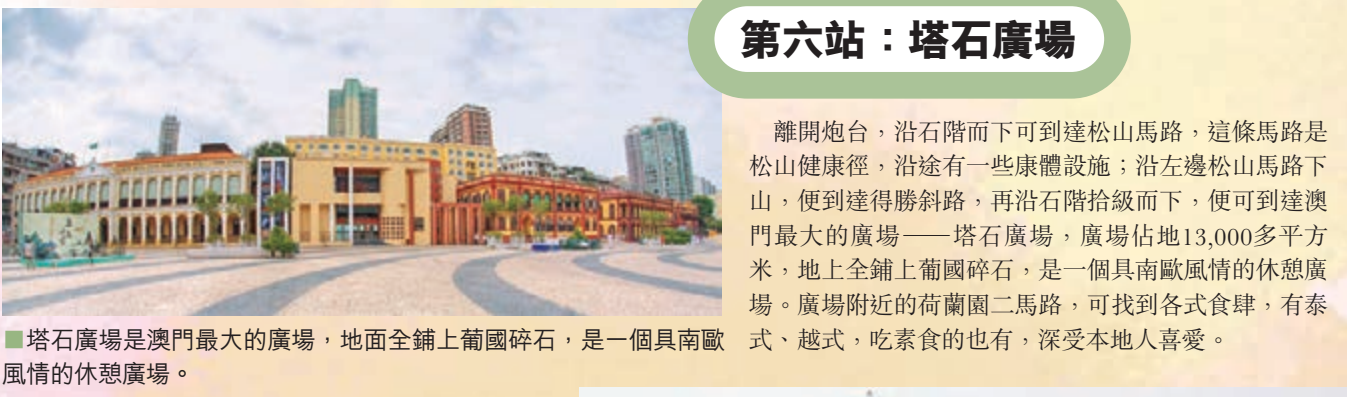 第六站：塔石廣場
離開炮台，沿石階而下可到達松山馬路，這條馬路是
松山健康徑，沿途有一些康體設施；沿左邊松山馬路下
山，便到達得勝斜路，再沿石階拾級而下，便可到達澳
門最大的廣場——塔石廣場，廣場佔地13,000多平方
米，地上全鋪上葡國碎石，是一個具南歐風情的休憩廣
場。廣場附近的荷蘭園二馬路，可找到各式食肆，有泰
式、越式，吃素食的也有，深受本地人喜愛。
■塔石廣場是澳門最大的廣場，地面全鋪上葡國碎石，是一個具南歐
風情的休憩廣場。